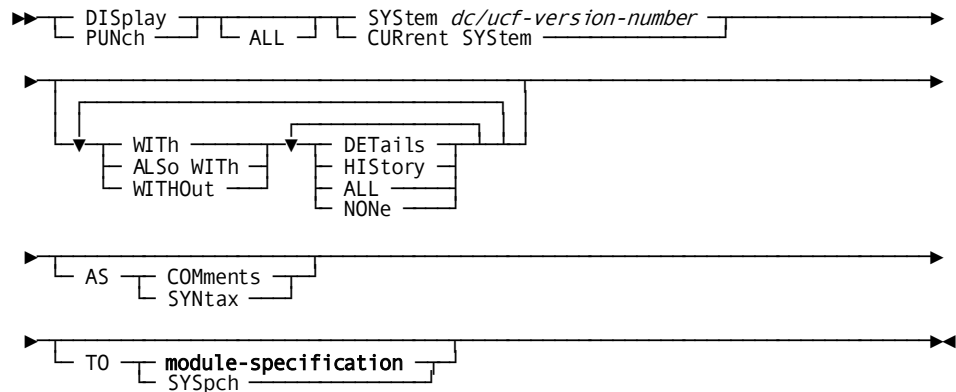 DISplay SYStem dc/ucf-version-number
PUNch ALL CURrent SYStem
WITh DETails
ALSo WITh HIStory
WITHOut ALL
NONe
AS COMments
SYNtax
TO module-specification
SYSpch